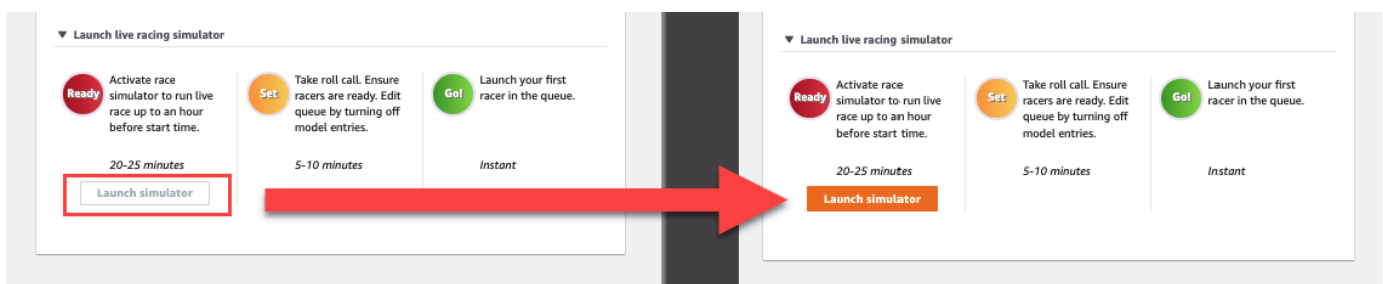 ▼ Launch live racing simulator
Ready
Activate race
simulator to run live
race up to an hour
before start time.
20-25 minutes
Launch simulator
Set
Take roll call. Ensure
racers are ready. Edit
queue by turning off
model entries.
5-10 minutes
Go!
Launch your first
racer in the queue.
Instant
▼ Launch live racing simulator
Ready
Activate race
simulator to run live
race up to an hour
before start time.
20-25 minutes
Launch simulator
Set
Take roll call. Ensure
racers are ready. Edit
queue by turning off
model entries.
5-10 minutes
Go!
Launch your first
racer in the queue.
Instant